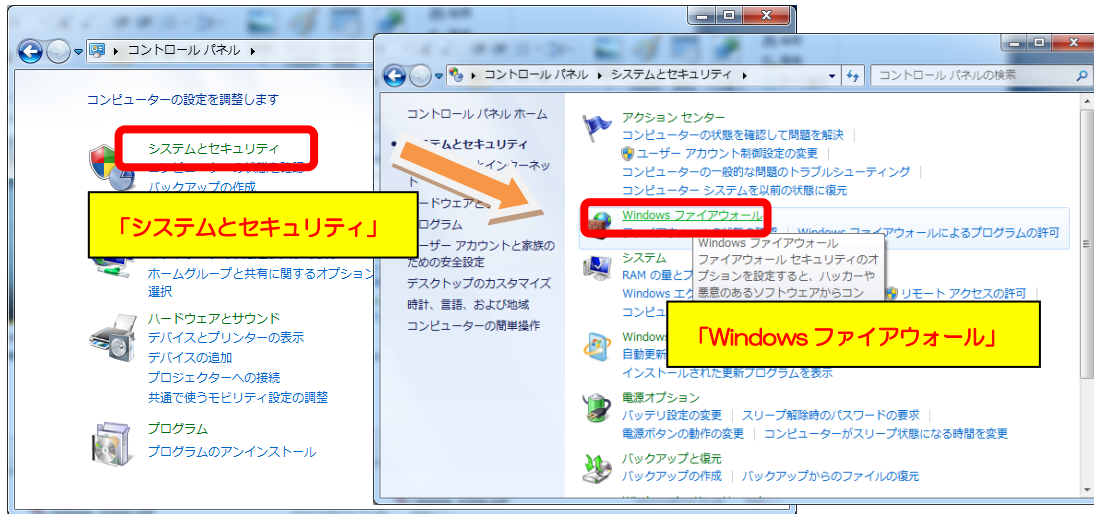 コントロール パネル
コンピューターの設定を調整します
システムとセキュリティ
バックアップの作成
「システムとセキュリティ」
ホームグループと共有に関するオプション
選択
ハードウェアとサウンド
デバイスとプリンターの表示
デバイスの追加
プロジェクターへの接続
共通で使うモビリティ設定の調整
プログラム
プログラムのアンインストール
コントロール パネル システムとセキュリティ
コントロール パネルの検索
コントロール パネル ホーム
ステムとセキュリティ
とインターネッ
ト
ードウェアと
ログラム
ーザー アカウントと家族の
ための安全設定
デスクトップのカスタマイズ
時計、言語、および地域
コンピューターの簡単操作
アクション センター
コンピューターの状態を確認して問題を解決
ユーザー アカウント制御設定の変更
コンピューターの一般的な問題のトラブルシューティング
コンピューター システムを以前の状態に復元
Windows ファイアウォール
Windows ファイアウォールによるプログラムの許可
Windows ファイアウォール
ファイアウォール セキュリティのオ
プションを設定すると、ハッカーや
悪意のあるソフトウェアからコン
システム
RAM の量とプ
Windows エク
リモート アクセスの許可
コンピュ
「Windows ファイアウォール」
Windows
自動更新
インストールされた更新プログラムを表示
電源オプション
バッテリ設定の変更 スリープ解除時のパスワードの要求
電源ボタンの動作の変更 コンピューターがスリープ状態になる時間を変更
バックアップと復元
バックアップの作成 バックアップからのファイルの復元